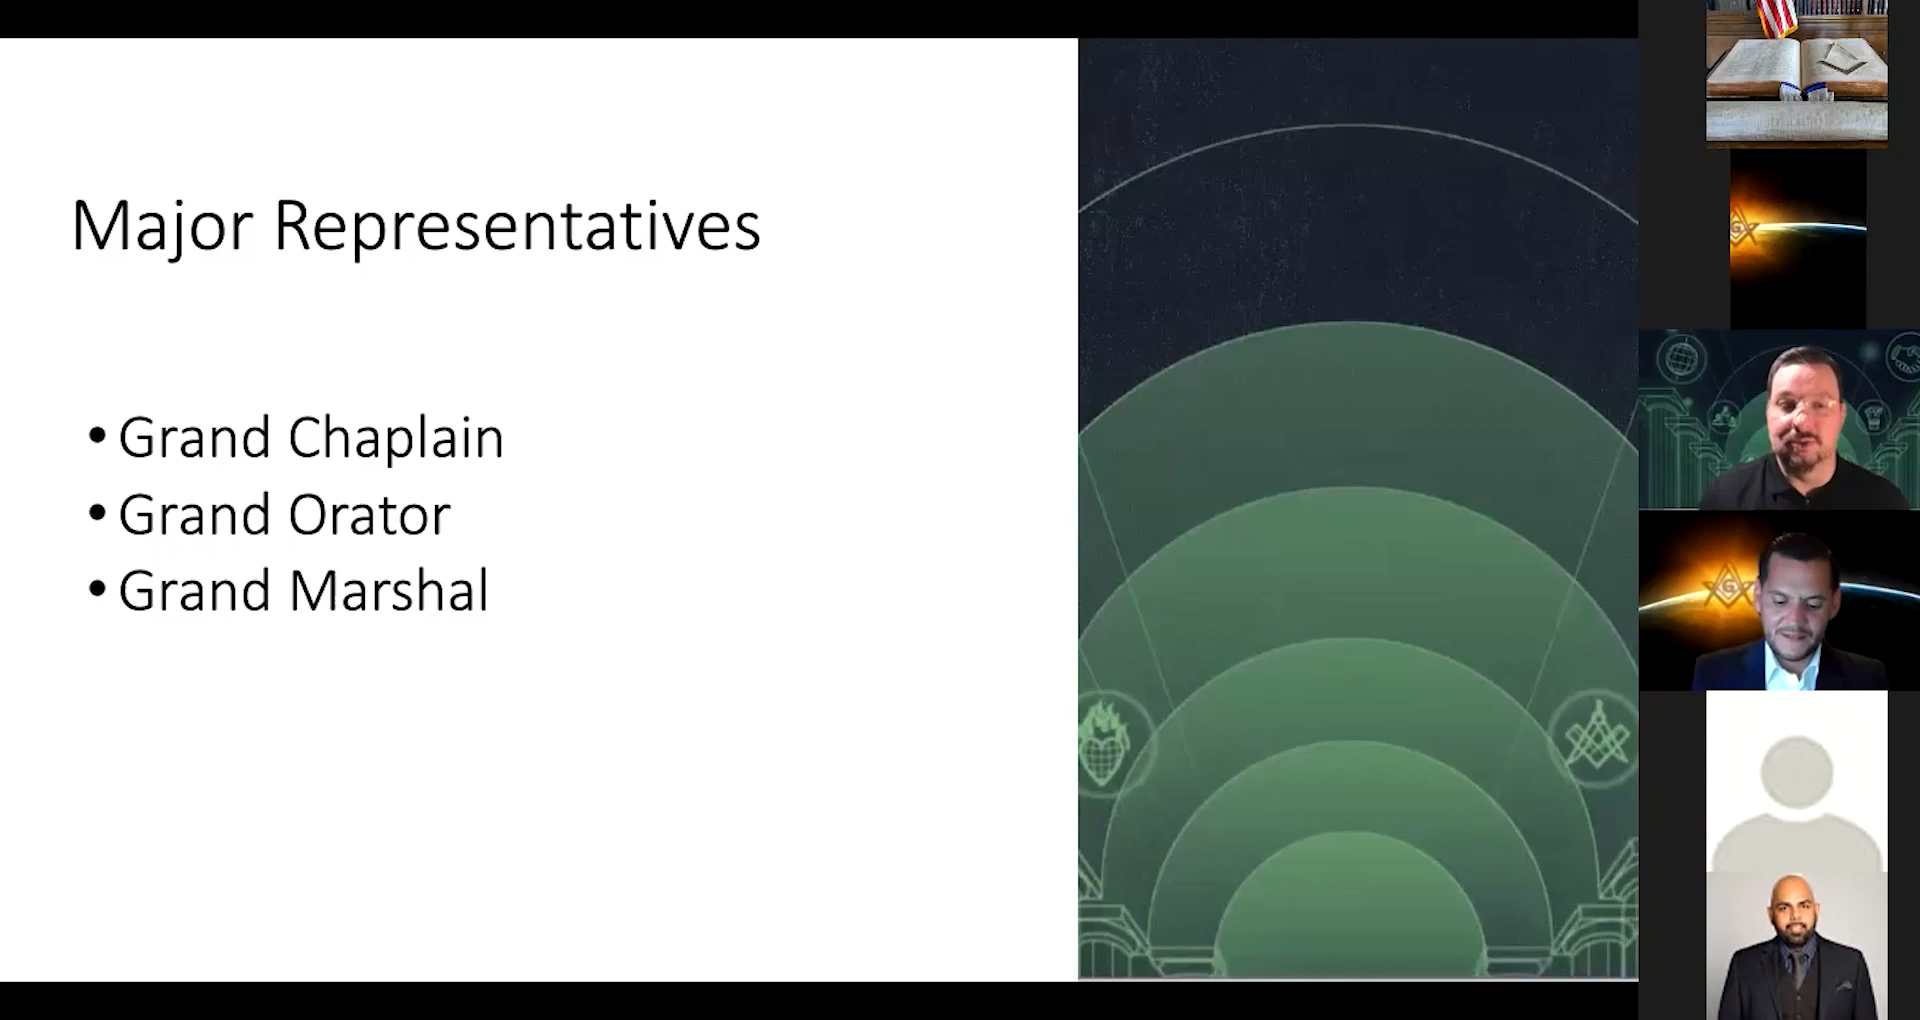 Major Representatives
• Grand Chaplain
• Grand Orator
• Grand Marshal
G
G